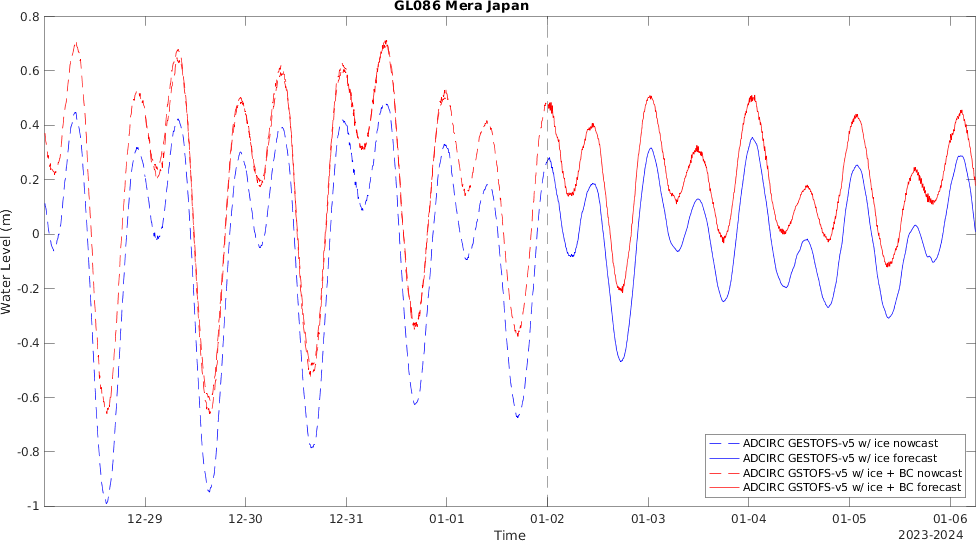 GL086 Mera Japan
0.8
0.6
0.4
0.2
0
-0.2
-0.4
-0.6
-0.8
-1
Water Level (m)
ADCIRC GESTOFS-v5 w/ ice nowcast
ADCIRC GESTOFS-v5 w/ ice forecast
ADCIRC GSTOFS-v5 w/ ice + BC nowcast
ADCIRC GSTOFS-v5 w/ ice + BC forecast
12-29 12-30 12-31 01-01 01-02 01-03 01-04 01-05 01-06
Time
2023-2024